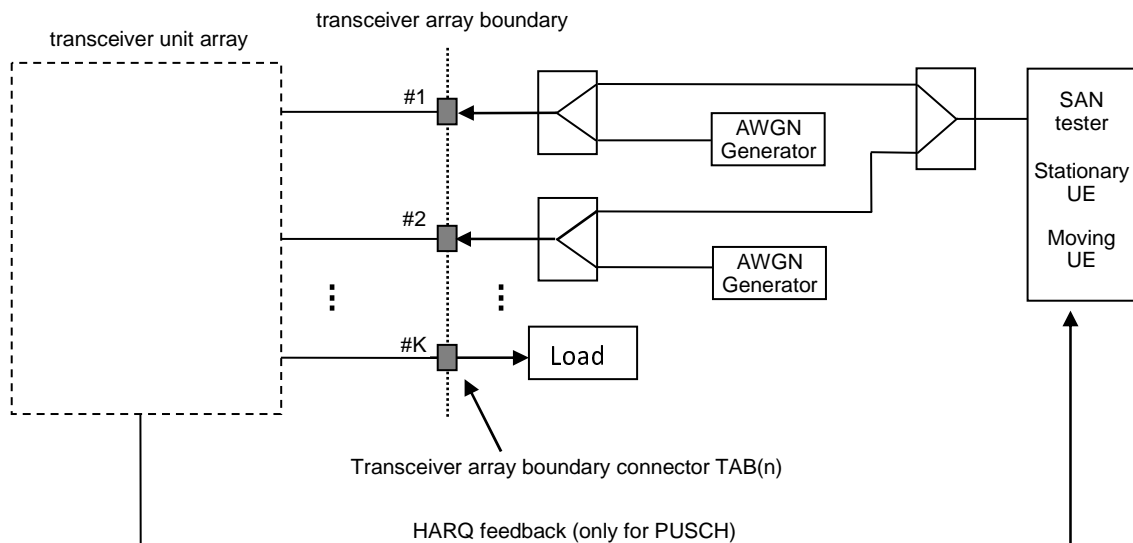 transceiver array boundary
transceiver unit array
#1
SAN
tester
AWGN
Generator
Stationary
UE
#2
Moving
UE
AWGN
Generator
#K
Load
Transceiver array boundary connector TAB(n)
HARQ feedback (only for PUSCH)